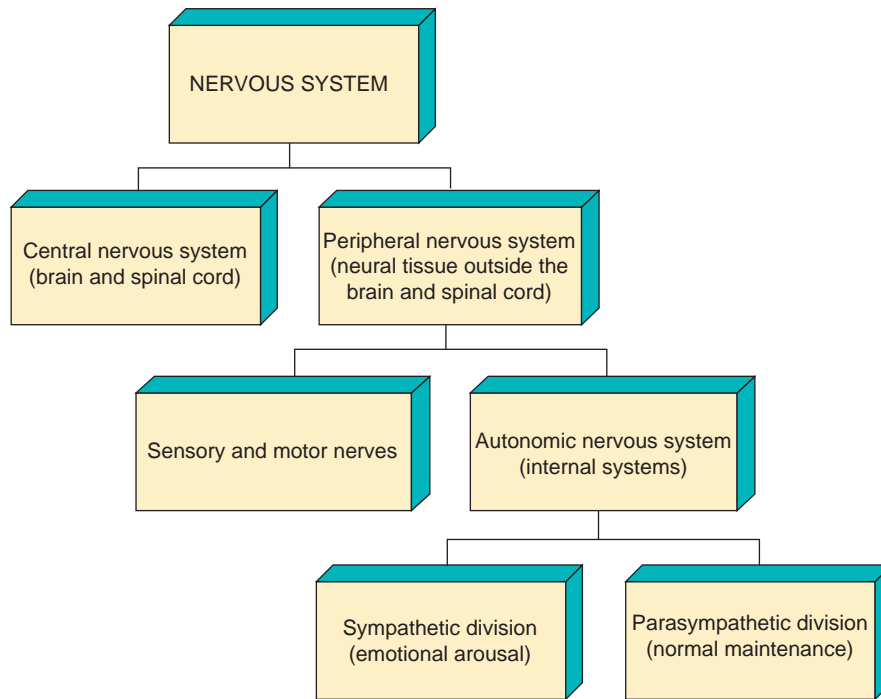 NERVOUS SYSTEM
Central nervous system
(brain and spinal cord)
Peripheral nervous system
(neural tissue outside the
brain and spinal cord)
Sensory and motor nerves
Autonomic nervous system
(internal systems)
Sympathetic division
(emotional arousal)
Parasympathetic division
(normal maintenance)